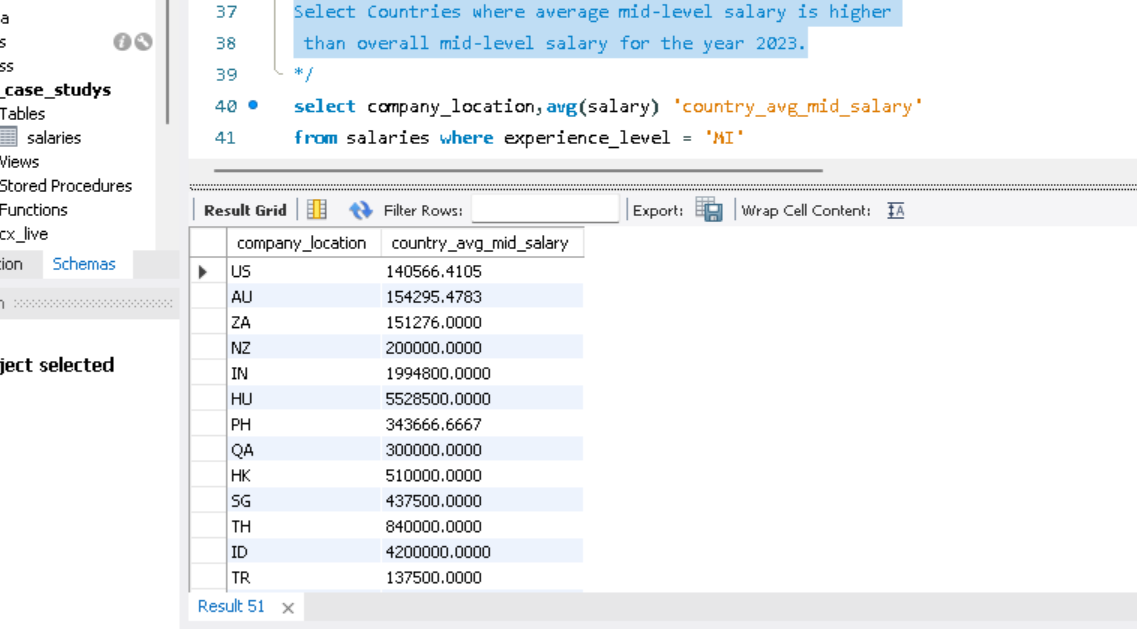 37 Select Countries where average mid-level salary is higher
38 than overall mid-level salary for the year 2023.
39 */
40 select company_location,avg(salary) 'country_avg_mid_salary'
41 from salaries where experience_level = 'MI'
a
s
ss
_case_studys
Tables
salaries
Views
Stored Procedures
Functions
cx_live
tion Schemas
n
ject selected
Result Grid Filter Rows: Export: Wrap Cell Content: IA
company_location country_avg_mid_salary
US 140566.4105
AU 154295.4783
ZA 151276.0000
NZ 200000.0000
IN 1994800.0000
HU 5528500.0000
PH 343666.6667
QA 300000.0000
HK 510000.0000
SG 437500.0000
TH 840000.0000
ID 4200000.0000
TR 137500.0000
Result 51